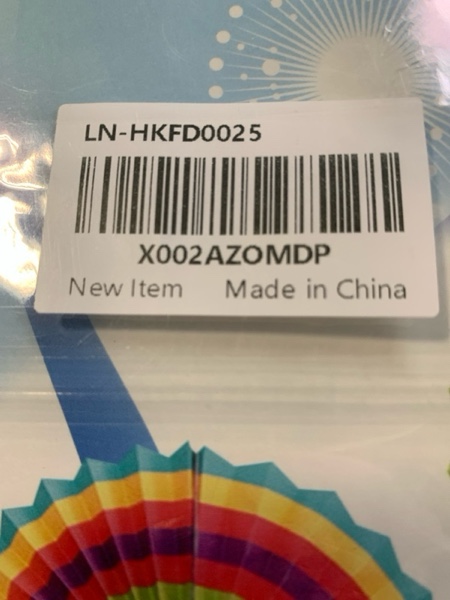 LN-HKFD0025
X002AZOMDP
New Item Made in China